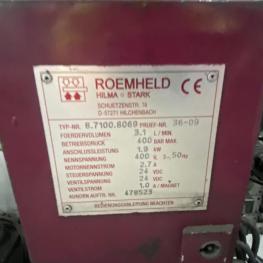 ROEMHELD CE
HILMA ✻ STARK
SCHUETZENSTR. 74
D-57271 HILCHENBACH
TYP-NR. 8.7100.8069 PRUEF-NR. 36-09
FOERDERVOLUMEN 3.1 L/MIN.
BETRIEBSDRUCK 400 BAR MAX.
ANSCHLUSSLEISTUNG 1.9 KW
NENNSPANNUNG 400 V, 3~, 50Hz
MOTORNENNSTROM 2.7 A
STEUERSPANNUNG 24 VDC
VENTILSPANNUNG 24 VDC
VENTILSTROM 1.0 A/MAGNET
KUNDEN AUFTR. NR. 478523
BEDIENUNGSANLEITUNG BEACHTEN